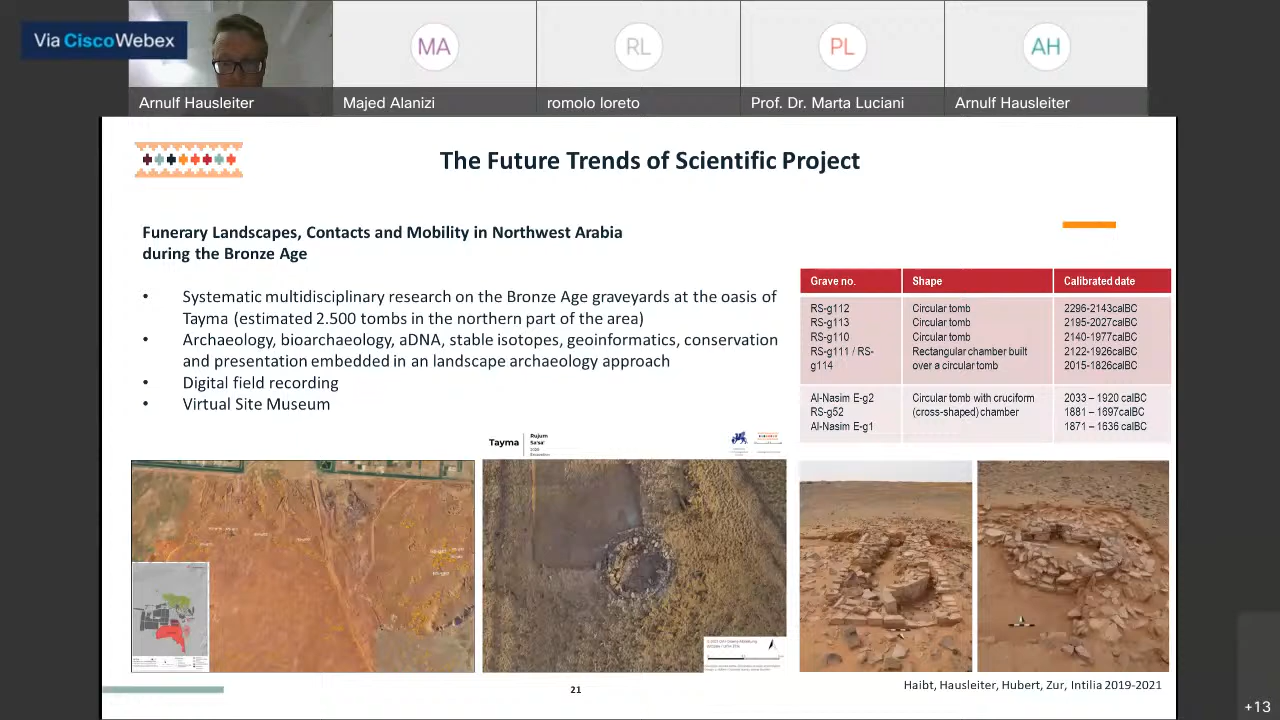 Via CiscoWebex
MA
RL
PL
AH
Arnulf Hausleiter
Majed Alanizi
romolo loreto
Prof. Dr. Marta Luciani
Arnulf Hausleiter
The Future Trends of Scientific Project
Funerary Landscapes, Contacts and Mobility in Northwest Arabia
during the Bronze Age
• Systematic multidisciplinary research on the Bronze Age graveyards at the oasis of
Tayma (estimated 2.500 tombs in the northern part of the area)
• Archaeology, bioarchaeology, aDNA, stable isotopes, geoinformatics, conservation
and presentation embedded in an landscape archaeology approach
• Digital field recording
• Virtual Site Museum
Grave no. Shape Calibrated date
RS-g112 Circular tomb 2296-2143calBC
RS-g113 Circular tomb 2195-2027calBC
RS-g110 Circular tomb 2140-1977calBC
RS-g111 / RS- Rectangular chamber built 2122-1926calBC
g114 over a circular tomb 2015-1826calBC
Al-Nasim E-g2 Circular tomb with cruciform 2033 – 1920 calBC
RS-g52 (cross-shaped) chamber 1881 – 1697calBC
Al-Nasim E-g1 1871 – 1636 calBC
Tayma
Rujum
Sa'sa'
21
Haibt, Hausleiter, Hubert, Zur, Intilia 2019-2021
+13